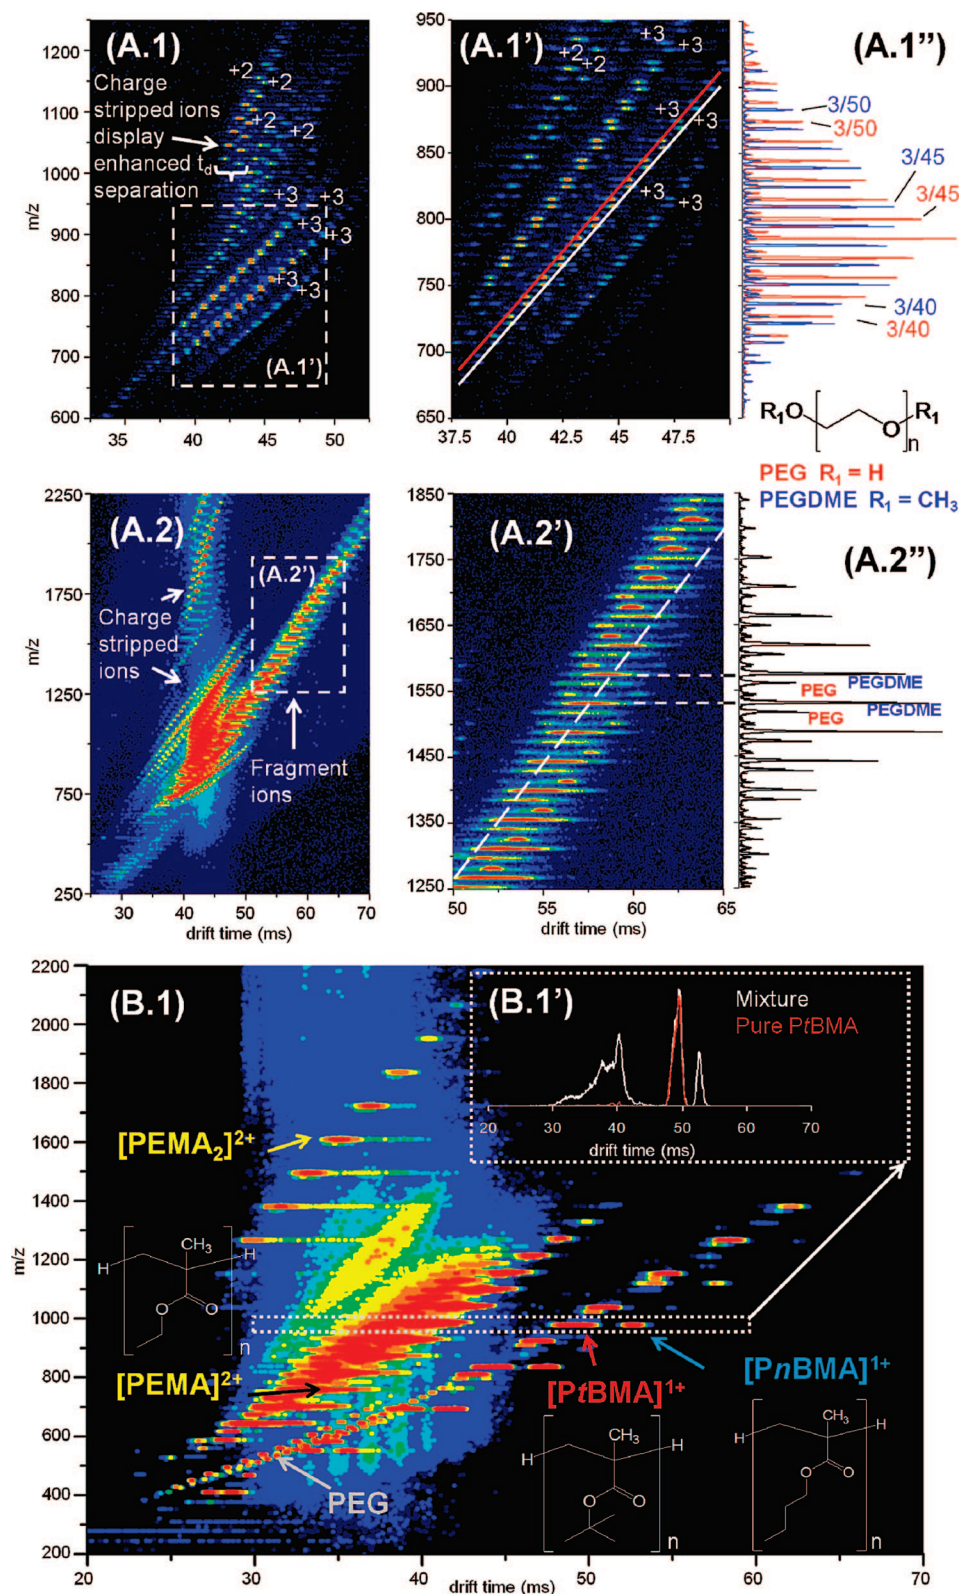 (A.1)
Charge
stripped ions
display
enhanced td
separation
+2
+2
+2
+2
+3
+3
+3
+3
+3
+3
(A.1')
m/z
1200
1100
1000
900
800
700
600
35
40
45
50
(A.1')
+2
+2
+3
+3
+3
+3
+3
+3
950
900
850
800
750
700
650
37.5
40
42.5
45
47.5
(A.1'')
3/50
3/50
3/45
3/45
3/40
3/40
R1O
O
R1
n
PEG R1 = H
PEGDME R1 = CH3
(A.2)
(A.2')
Charge
stripped
ions
Fragment
ions
m/z
2250
1750
1250
750
250
30
40
50
60
70
drift time (ms)
(A.2')
1850
1750
1650
1550
1450
1350
1250
50
55
60
65
drift time (ms)
(A.2'')
PEGDME
PEG
PEGDME
PEG
(B.1)
(B.1')
Mixture
Pure PtBMA
20
30
40
50
60
70
drift time (ms)
[PEMA2]2+
[PEMA]2+
PEG
[PtBMA]1+
[PnBMA]1+
H
CH3
H
O
O
n
H
CH3
H
O
O
n
H
CH3
H
O
O
n
m/z
2200
2000
1800
1600
1400
1200
1000
800
600
400
200
20
30
40
50
60
70
drift time (ms)